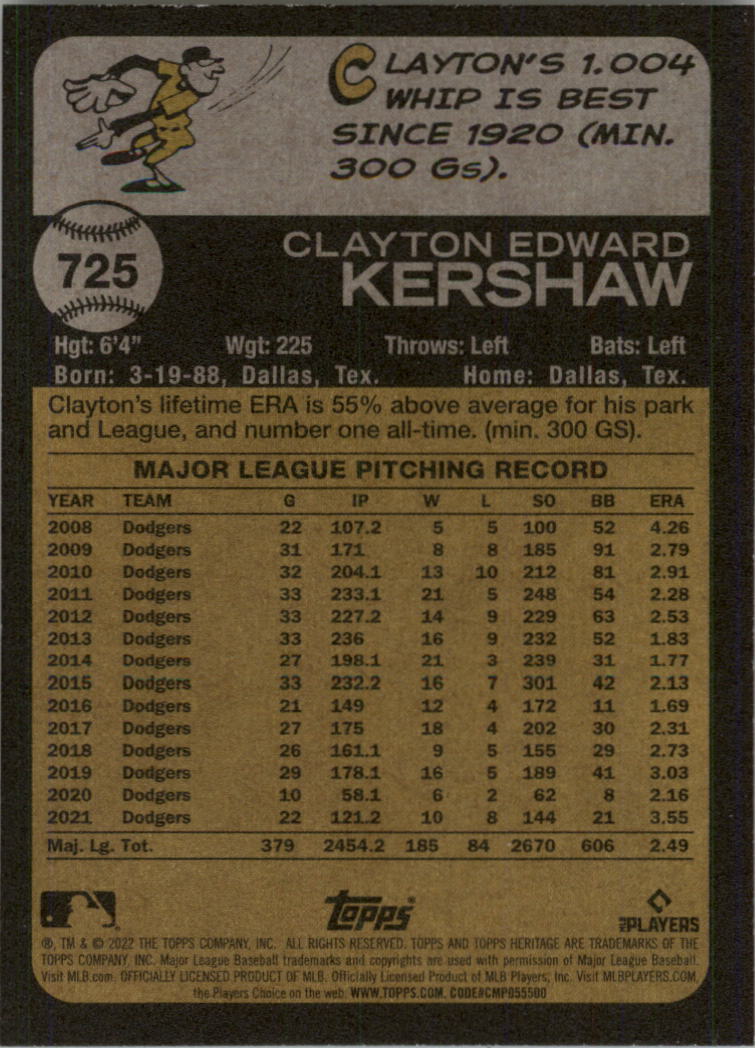 CLAYTON'S 1.004
WHIP IS BEST
SINCE 1920 (MIN.
300 Gs).
725
CLAYTON EDWARD
KERSHAW
Hgt: 6'4" Wgt: 225 Throws: Left Bats: Left
Born: 3-19-88, Dallas, Tex. Home: Dallas, Tex.
Clayton's lifetime ERA is 55% above average for his park
and League, and number one all-time. (min. 300 GS).
MAJOR LEAGUE PITCHING RECORD
YEAR TEAM G IP W L SO BB ERA
2008 Dodgers 22 107.2 5 5 100 52 4.26
2009 Dodgers 31 171 8 8 185 91 2.79
2010 Dodgers 32 204.1 13 10 212 81 2.91
2011 Dodgers 33 233.1 21 5 248 54 2.28
2012 Dodgers 33 227.2 14 9 229 63 2.53
2013 Dodgers 33 236 16 9 232 52 1.83
2014 Dodgers 27 198.1 21 3 239 31 1.77
2015 Dodgers 33 232.2 16 7 301 42 2.13
2016 Dodgers 21 149 12 4 172 11 1.69
2017 Dodgers 27 175 18 4 202 30 2.31
2018 Dodgers 26 161.1 9 5 155 29 2.73
2019 Dodgers 29 178.1 16 5 189 41 3.03
2020 Dodgers 10 58.1 6 2 62 8 2.16
2021 Dodgers 22 121.2 10 8 144 21 3.55
Maj. Lg. Tot. 379 2454.2 185 84 2670 606 2.49
topps
MLB PLAYERS
®, TM & © 2022 THE TOPPS COMPANY, INC. ALL RIGHTS RESERVED. TOPPS AND TOPPS HERITAGE ARE TRADEMARKS OF THE
TOPPS COMPANY, INC. Major League Baseball trademarks and copyrights are used with permission of Major League Baseball.
Visit MLB.com. OFFICIALLY LICENSED PRODUCT OF MLB. Officially Licensed Product of MLB Players, Inc. Visit MLBPLAYERS.COM,
the Players Choice on the web. WWW.TOPPS.COM. CODE#CMP055500